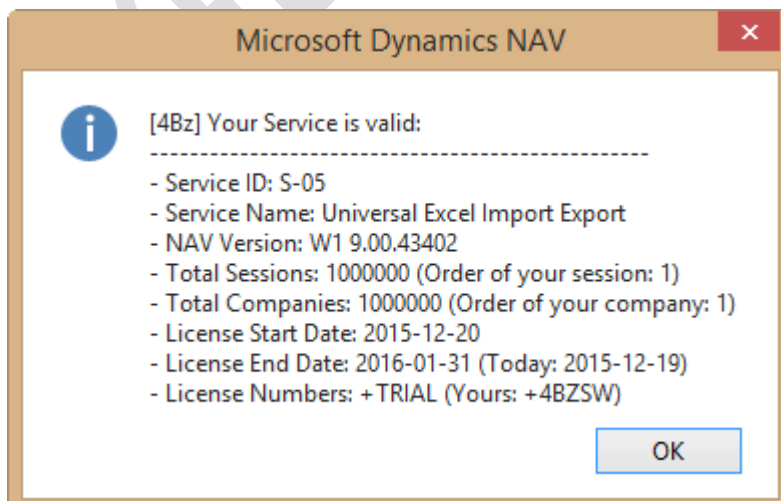 Microsoft Dynamics NAV
[4Bz] Your Service is valid:
--------------------------------------------------
- Service ID: S-05
- Service Name: Universal Excel Import Export
- NAV Version: W1 9.00.43402
- Total Sessions: 1000000 (Order of your session: 1)
- Total Companies: 1000000 (Order of your company: 1)
- License Start Date: 2015-12-20
- License End Date: 2016-01-31 (Today: 2015-12-19)
- License Numbers: +TRIAL (Yours: +4BZSW)
OK